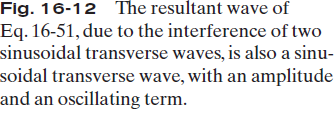 Fig. 16-12 The resultant wave of
Eq. 16-51, due to the interference of two
sinusoidal transverse waves, is also a sinu-
soidal transverse wave, with an amplitude
and an oscillating term.